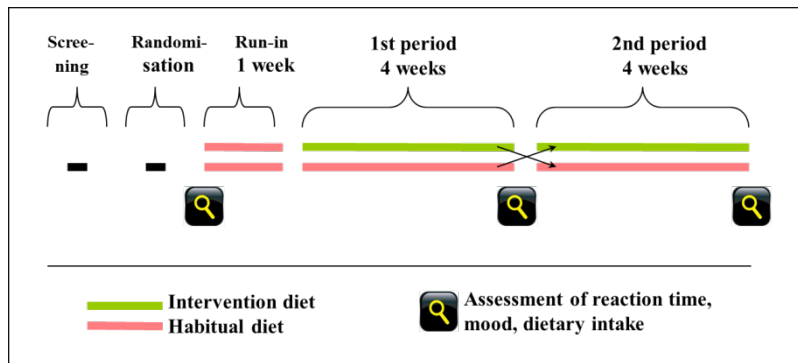 Scree-
ning
Randomi-
sation
Run-in
1 week
1st period
4 weeks
2nd period
4 weeks
Intervention diet
Habitual diet
Assessment of reaction time,
mood, dietary intake